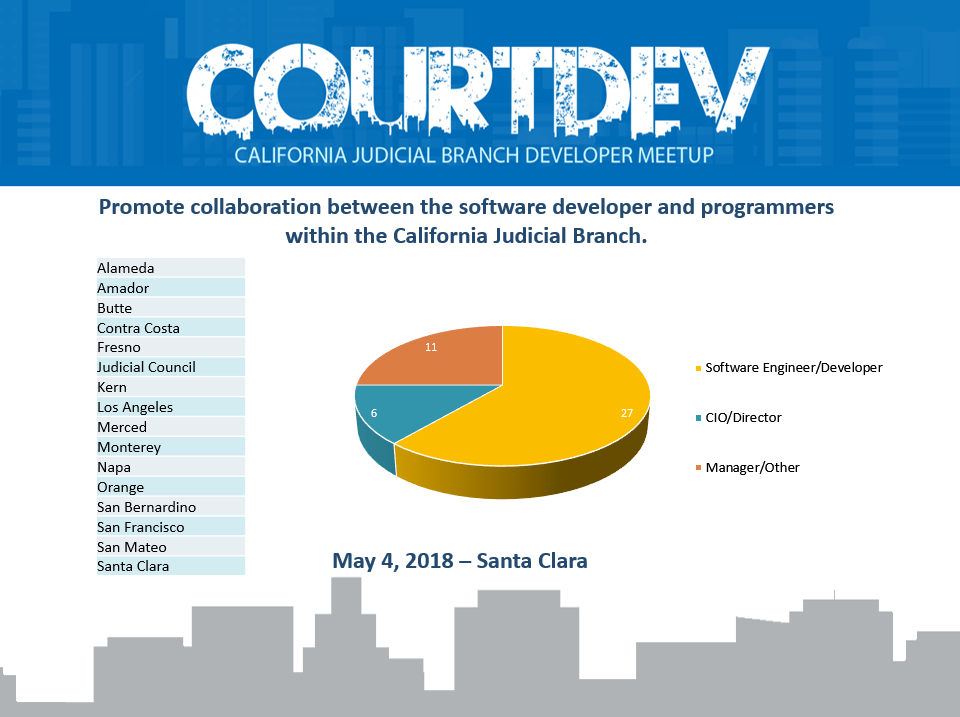 COURTDEV
CALIFORNIA JUDICIAL BRANCH DEVELOPER MEETUP
Promote collaboration between the software developer and programmers
within the California Judicial Branch.
Alameda
Amador
Butte
Contra Costa
Fresno
Judicial Council
Kern
Los Angeles
Merced
Monterey
Napa
Orange
San Bernardino
San Francisco
San Mateo
Santa Clara
11
6
27
Software Engineer/Developer
CIO/Director
Manager/Other
May 4, 2018 – Santa Clara